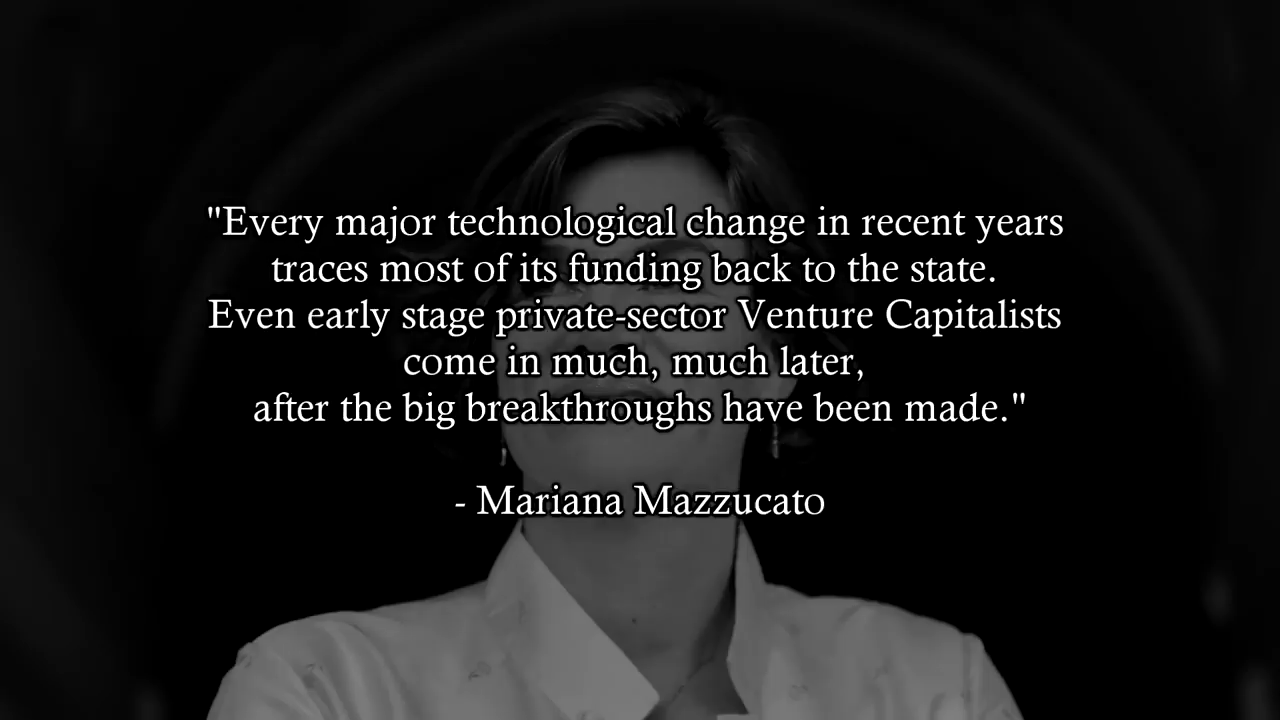 "Every major technological change in recent years
traces most of its funding back to the state.
Even early stage private-sector Venture Capitalists
come in much, much later,
after the big breakthroughs have been made."
- Mariana Mazzucato